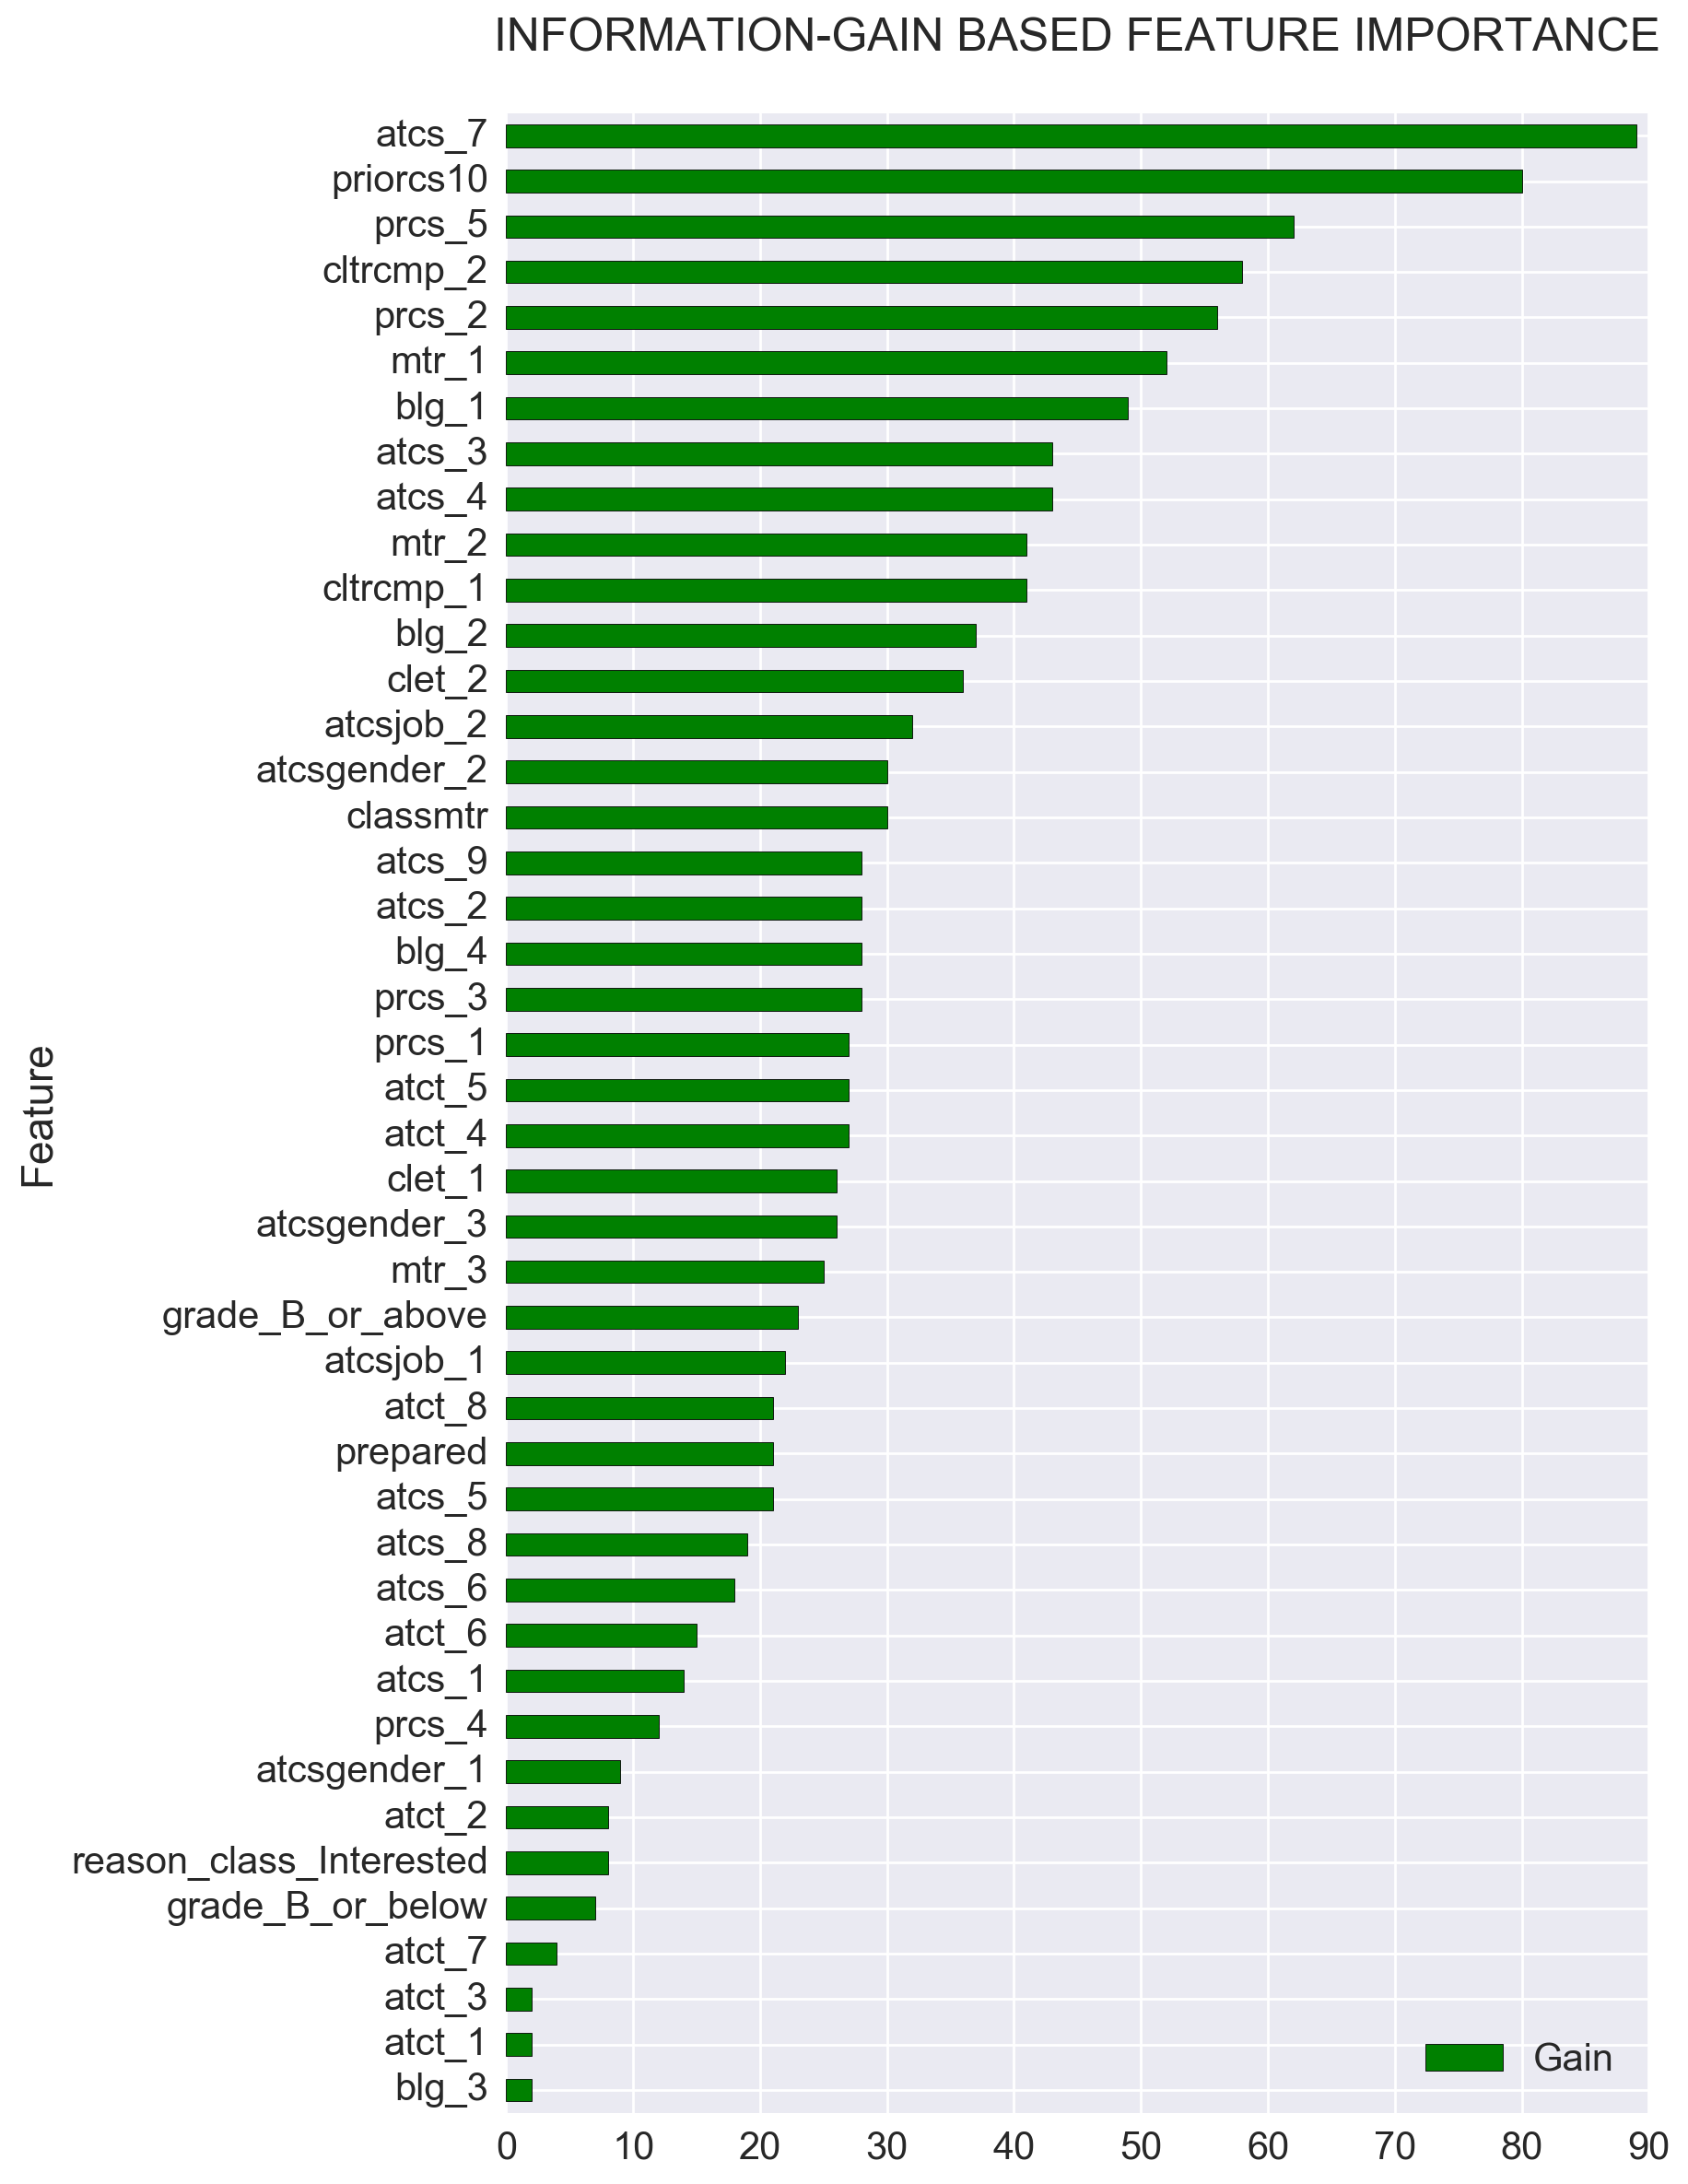 INFORMATION-GAIN BASED FEATURE IMPORTANCE
atcs_7
priorcs10
prcs_5
cltrcmp_2
prcs_2
mtr_1
blg_1
atcs_3
atcs_4
mtr_2
cltrcmp_1
blg_2
clet_2
atcsjob_2
atcsgender_2
classmtr
atcs_9
atcs_2
blg_4
prcs_3
prcs_1
atct_5
atct_4
clet_1
atcsgender_3
mtr_3
grade_B_or_above
atcsjob_1
atct_8
prepared
atcs_5
atcs_8
atcs_6
atct_6
atcs_1
prcs_4
atcsgender_1
atct_2
reason_class_Interested
grade_B_or_below
atct_7
atct_3
atct_1
blg_3
Feature
Gain
0 10 20 30 40 50 60 70 80 90